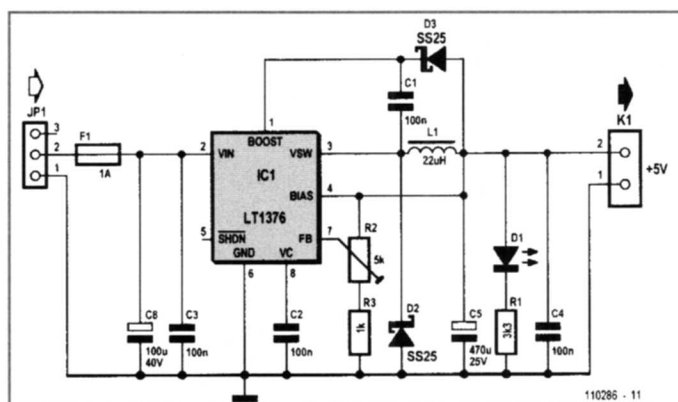 D3
SS25
C1
100n
JP1
3
2
1
F1
1A
1
BOOST
2
VIN
VSW
3
IC1
BIAS
4
LT1376
5
SHDN
FB
7
GND
VC
6
8
L1
22uH
K1
2
1
+5V
R2
5k
R3
1k
D1
R1
3k3
C8
100u
40V
C3
100n
C2
100n
D2
SS25
C5
470u
25V
C4
100n
110286 - 11